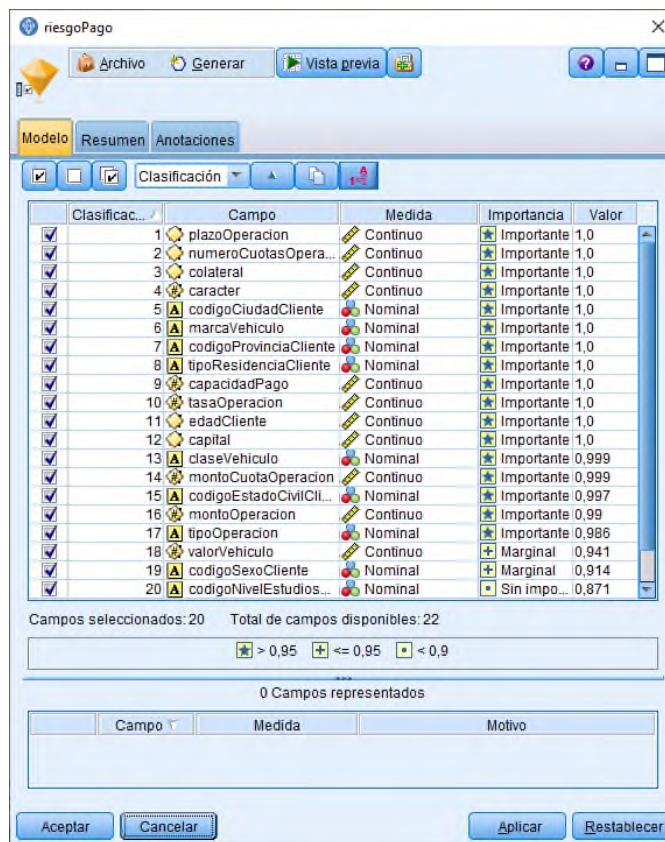 riesgoPago
Archivo Generar Vista previa
Modelo Resumen Anotaciones
Clasificación
Clasificac... Campo Medida Importancia Valor
1 plazoOperacion Continuo Importante 1,0
2 numeroCuotasOpera... Continuo Importante 1,0
3 colateral Continuo Importante 1,0
4 caracter Continuo Importante 1,0
5 codigoCiudadCliente Nominal Importante 1,0
6 marcaVehiculo Nominal Importante 1,0
7 codigoProvinciaCliente Nominal Importante 1,0
8 tipoResidenciaCliente Nominal Importante 1,0
9 capacidadPago Continuo Importante 1,0
10 tasaOperacion Continuo Importante 1,0
11 edadCliente Continuo Importante 1,0
12 capital Continuo Importante 1,0
13 claseVehiculo Nominal Importante 0,999
14 montoCuotaOperacion Continuo Importante 0,999
15 codigoEstadoCivilCli... Nominal Importante 0,997
16 montoOperacion Continuo Importante 0,99
17 tipoOperacion Nominal Importante 0,986
18 valorVehiculo Continuo Marginal 0,941
19 codigoSexoCliente Nominal Marginal 0,914
20 codigoNivelEstudios... Nominal Sin impo... 0,871
Campos seleccionados: 20 Total de campos disponibles: 22
> 0,95 <= 0,95 < 0,9
0 Campos representados
Campo Medida Motivo
Aceptar Cancelar Aplicar Restablecer